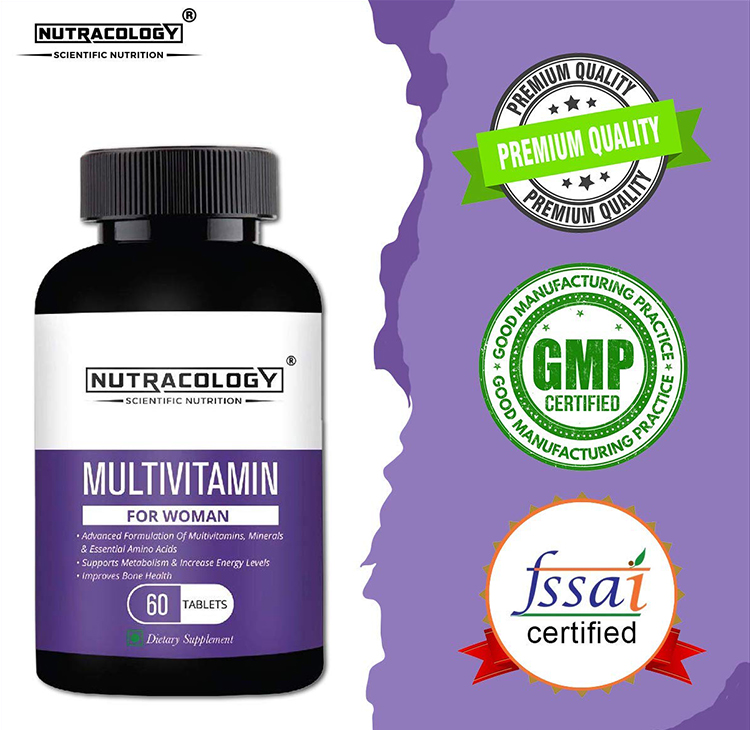 NUTRACOLOGY®
SCIENTIFIC NUTRITION
NUTRACOLOGY®
SCIENTIFIC NUTRITION
MULTIVITAMIN
FOR WOMAN
• Advanced Formulation Of Multivitamins, Minerals
& Essential Amino Acids
• Supports Metabolism & Increase Energy Levels
• Improves Bone Health
60 TABLETS
Dietary Supplement
PREMIUM QUALITY
PREMIUM QUALITY
PREMIUM QUALITY
GOOD MANUFACTURING PRACTICE
GMP
CERTIFIED
GOOD MANUFACTURING PRACTICE
fssai
certified